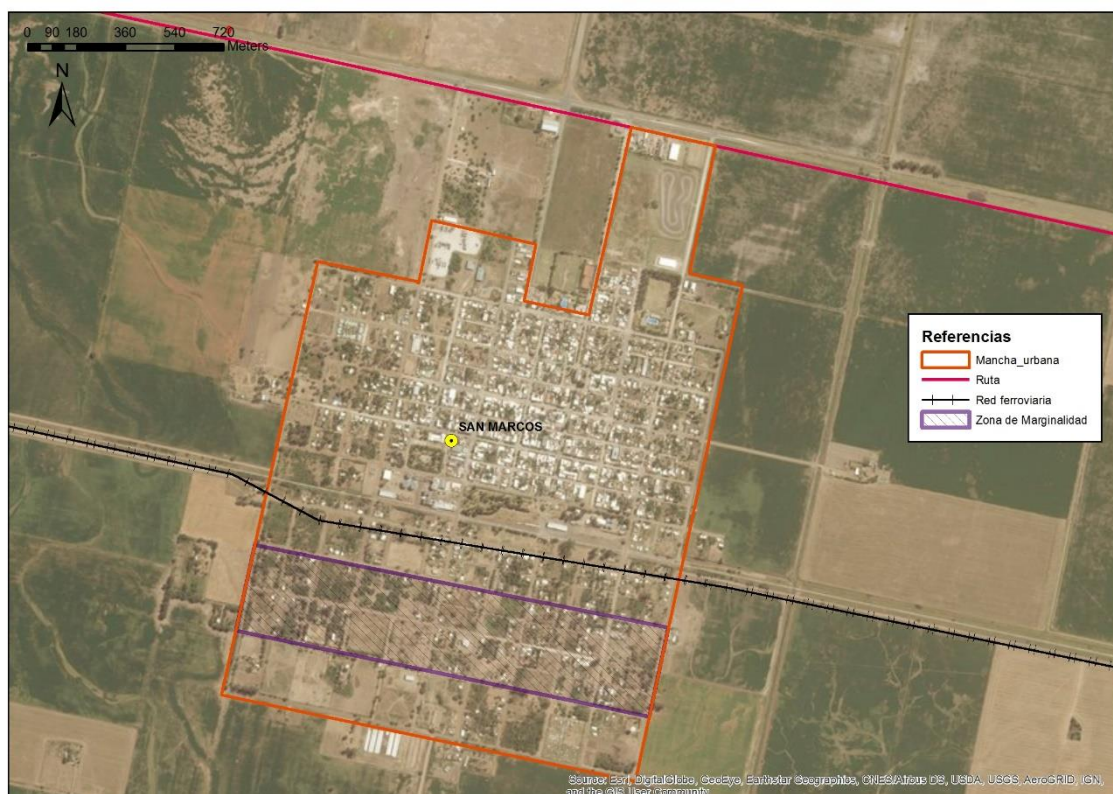 0 90 180 360 540 720
Meters
N
SAN MARCOS
Referencias
Mancha_urbana
Ruta
Red ferroviaria
Zona de Marginalidad
Source: Esri, DigitalGlobe, GeoEye, Earthstar Geographics, CNES/Airbus DS, USDA, USGS, AeroGRID, IGN,
and the GIS User Community